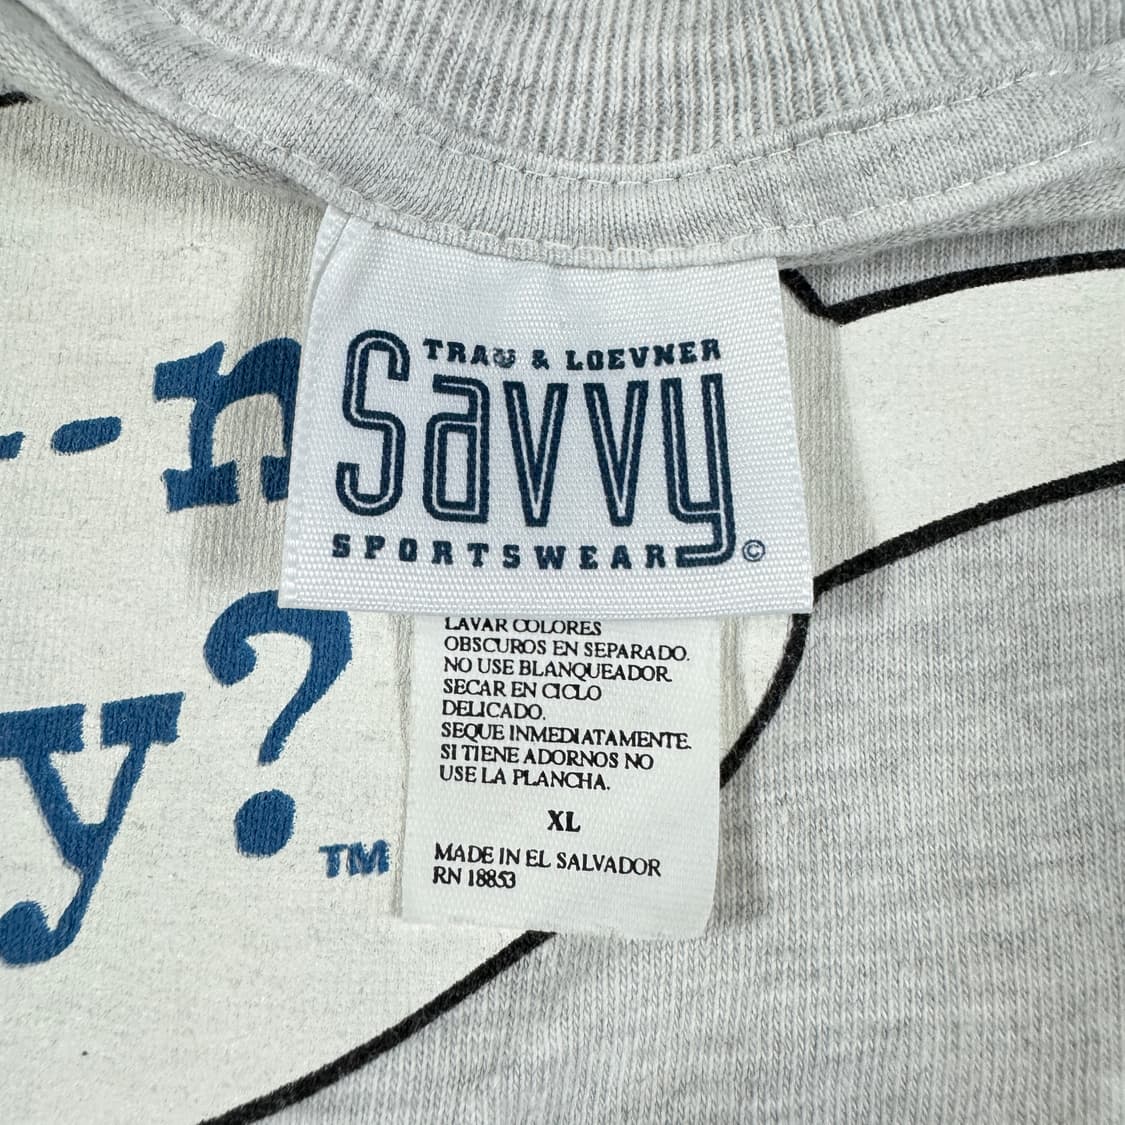 TRAU & LOEVNER
Savvy
SPORTSWEAR ©
--n
?
y
TM
LAVAR COLORES
OBSCUROS EN SEPARADO.
NO USE BLANQUEADOR.
SECAR EN CICLO
DELICADO.
SEQUE INMEDIATAMENTE.
SI TIENE ADORNOS NO
USE LA PLANCHA.
XL
MADE IN EL SALVADOR
RN 18853